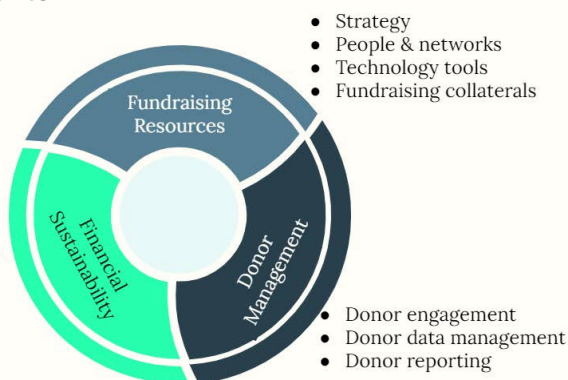 ● Strategy
● People & networks
● Technology tools
● Fundraising collaterals
Fundraising
Resources
Financial
Sustainability
Donor
Management
● Donor engagement
● Donor data management
● Donor reporting